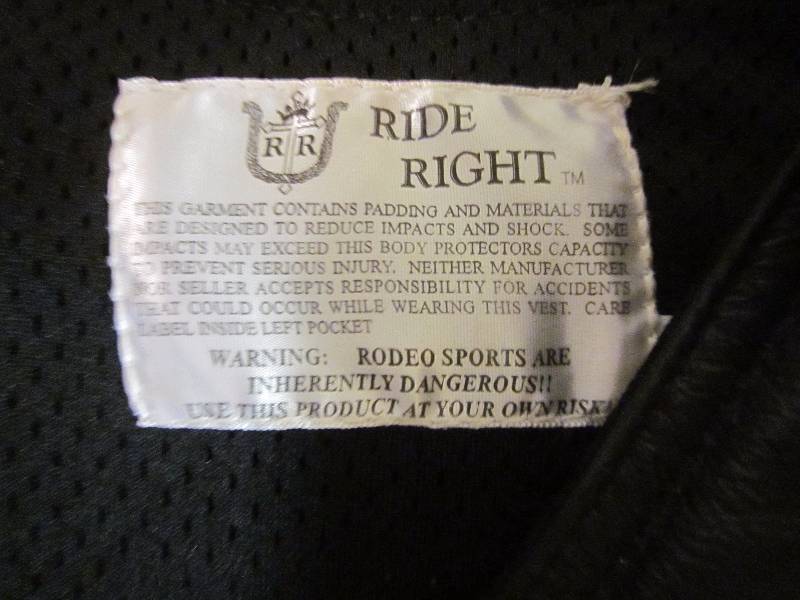 R R
RIDE
RIGHT TM
THIS GARMENT CONTAINS PADDING AND MATERIALS THAT
ARE DESIGNED TO REDUCE IMPACTS AND SHOCK. SOME
IMPACTS MAY EXCEED THIS BODY PROTECTORS CAPACITY
TO PREVENT SERIOUS INJURY. NEITHER MANUFACTURER
NOR SELLER ACCEPTS RESPONSIBILITY FOR ACCIDENTS
THAT COULD OCCUR WHILE WEARING THIS VEST. CARE
LABEL INSIDE LEFT POCKET
WARNING: RODEO SPORTS ARE
INHERENTLY DANGEROUS!!
USE THIS PRODUCT AT YOUR OWN RISK